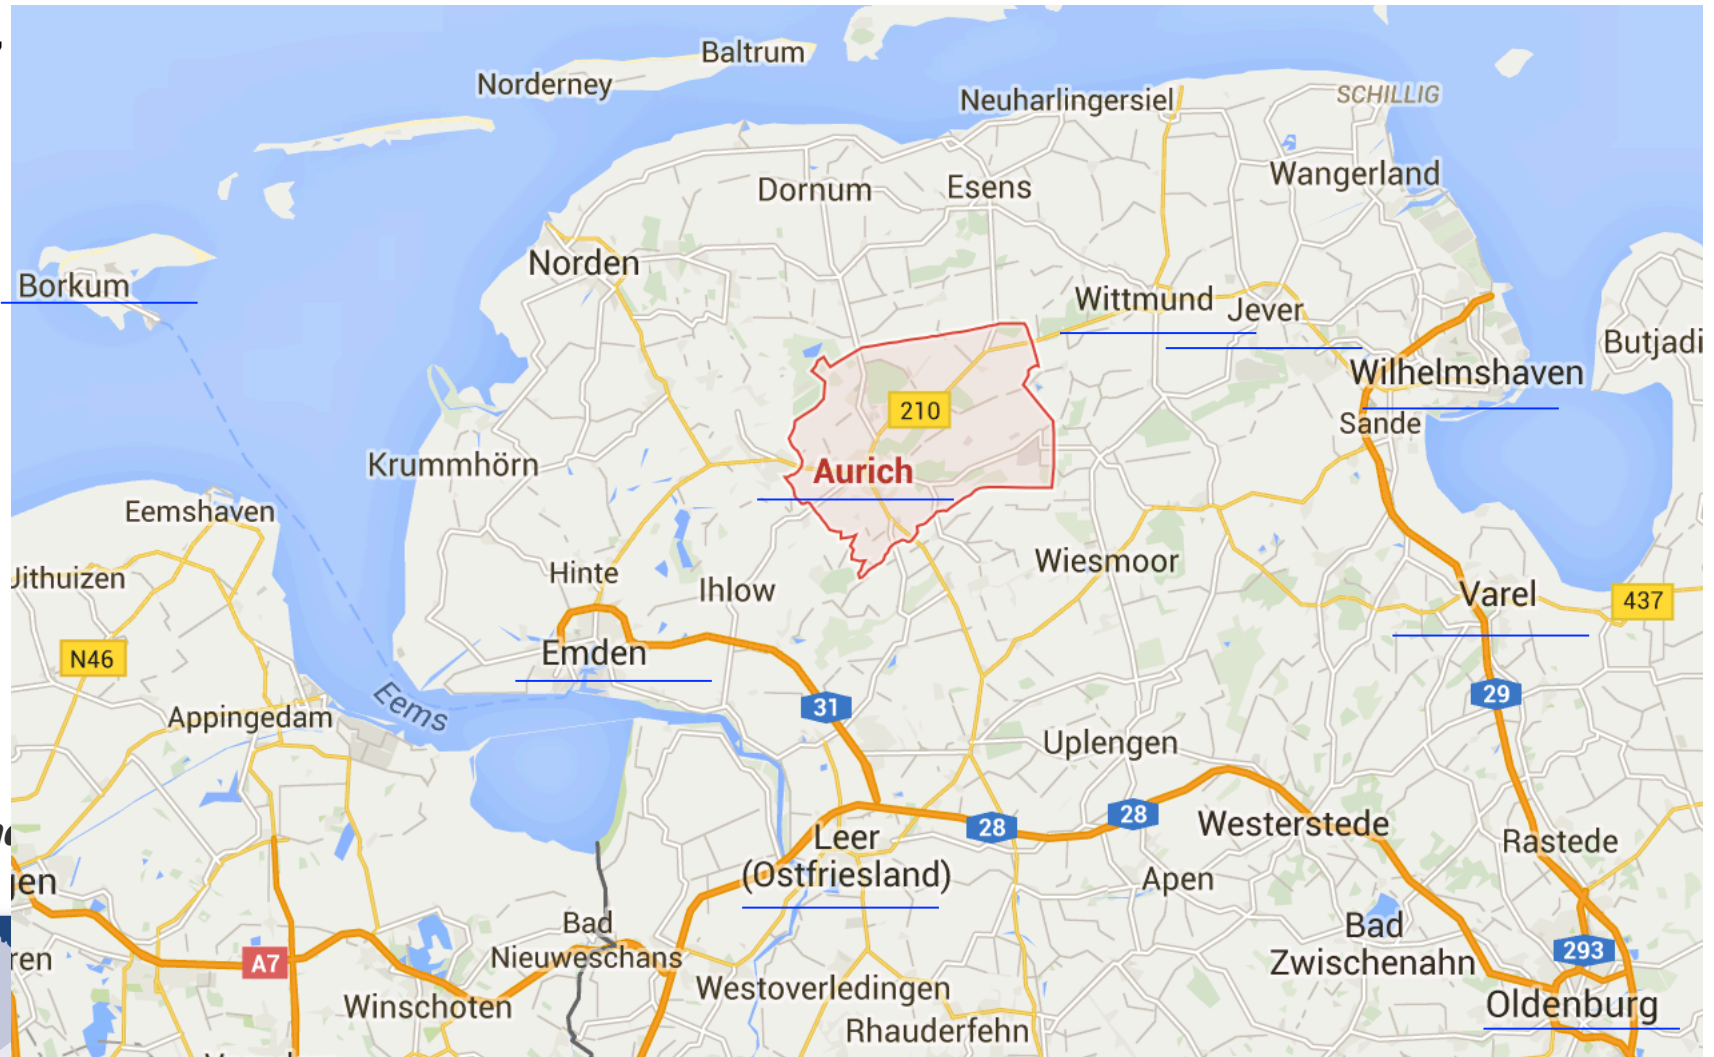 Baltrum
Norderney
Neuharlingersiel
SCHILLIG
Wangerland
Dornum
Esens
Norden
Borkum
Wittmund
Jever
Butjadi
Wilhelmshaven
210
Sande
Krummhörn
Aurich
Eemshaven
Wiesmoor
Hinte
Jithuizen
Ihlow
Varel
437
N46
Emden
Eems
31
29
Appingedam
Uplengen
28
28
Westerstede
Leer
(Ostfriesland)
Rastede
Apen
gen
Bad
Zwischenahn
Bad
Nieuweschans
293
ren
A7
Westoverledingen
Winschoten
Oldenburg
Rhauderfehn